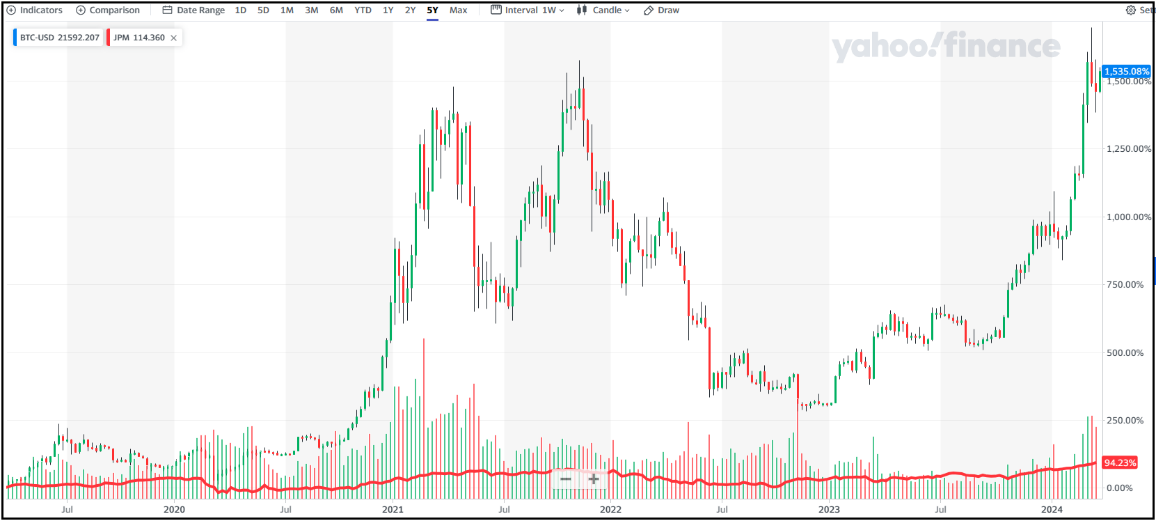 Indicators Comparison Date Range 1D 5D 1M 3M 6M YTD 1Y 2Y 5Y Max Interval 1W Candle Draw Sett
BTC-USD 21592.207 JPM 114.360
yahoo!finance
1,535.08%
1,500.00%
1,250.00%
1,000.00%
750.00%
500.00%
250.00%
94.23%
0.00%
Jul 2020 Jul 2021 Jul 2022 Jul 2023 Jul 2024